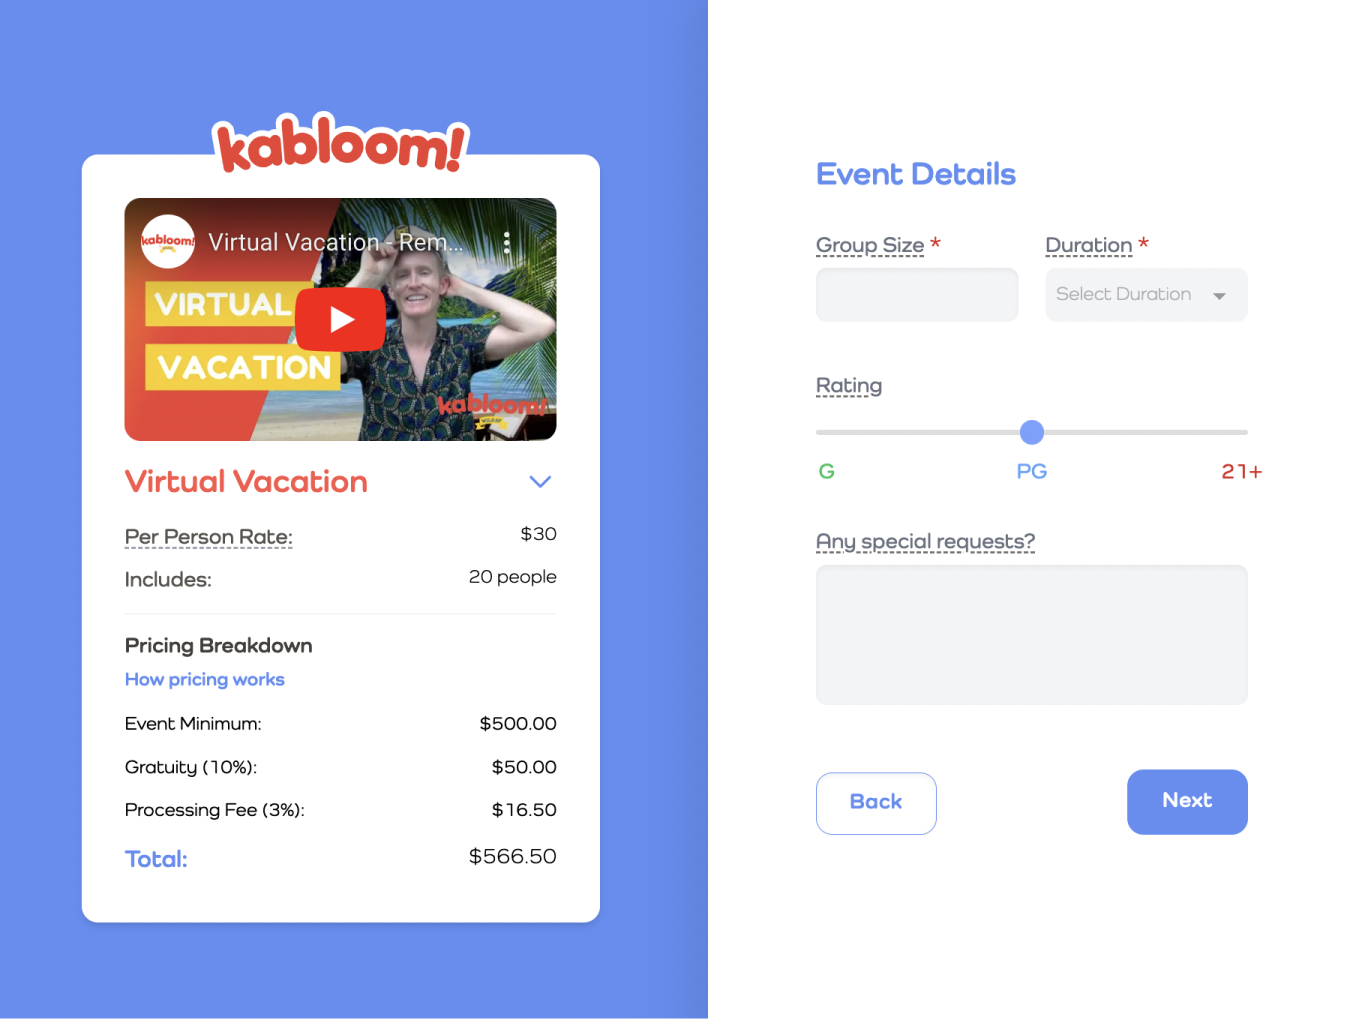 kabloom!
kabloom!
Virtual Vacation - Rem...
VIRTUAL
VACATION
kabloom!
Virtual Vacation
Per Person Rate: $30
Includes: 20 people
Pricing Breakdown
How pricing works
Event Minimum: $500.00
Gratuity (10%): $50.00
Processing Fee (3%): $16.50
Total: $566.50
Event Details
Group Size * Duration *
Select Duration
Rating
G PG 21+
Any special requests?
Back Next